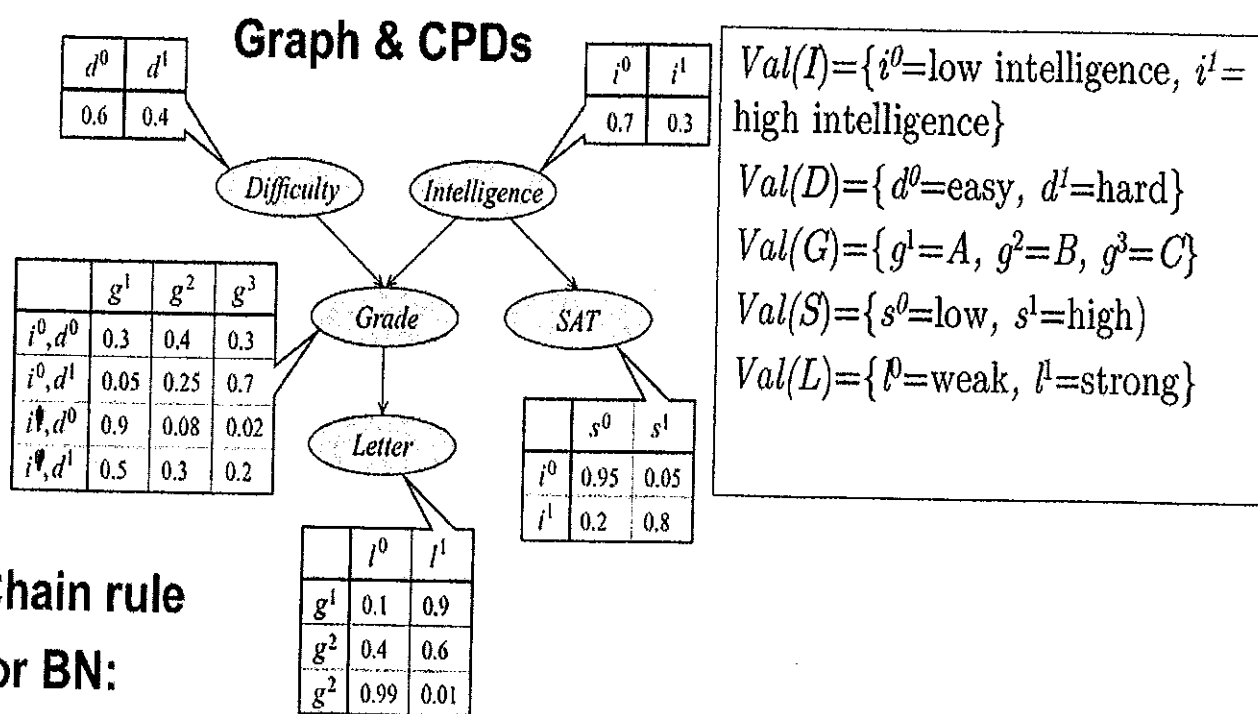 Graph & CPDs
d⁰ d¹
0.6 0.4
i⁰ i¹
0.7 0.3
Difficulty
Intelligence
Grade
SAT
Letter
g¹ g² g³
i⁰,d⁰ 0.3 0.4 0.3
i⁰,d¹ 0.05 0.25 0.7
,d⁰ 0.9 0.08 0.02
,d¹ 0.5 0.3 0.2
s⁰ s¹
i⁰ 0.95 0.05
i¹ 0.2 0.8
l⁰ l¹
g¹ 0.1 0.9
g² 0.4 0.6
g² 0.99 0.01
Val(I)={i⁰=low intelligence, i¹=
high intelligence}
Val(D)={d⁰=easy, d¹=hard}
Val(G)={g¹=A, g²=B, g³=C}
Val(S)={s⁰=low, s¹=high)
Val(L)={l⁰=weak, l¹=strong}
hain rule
or BN: